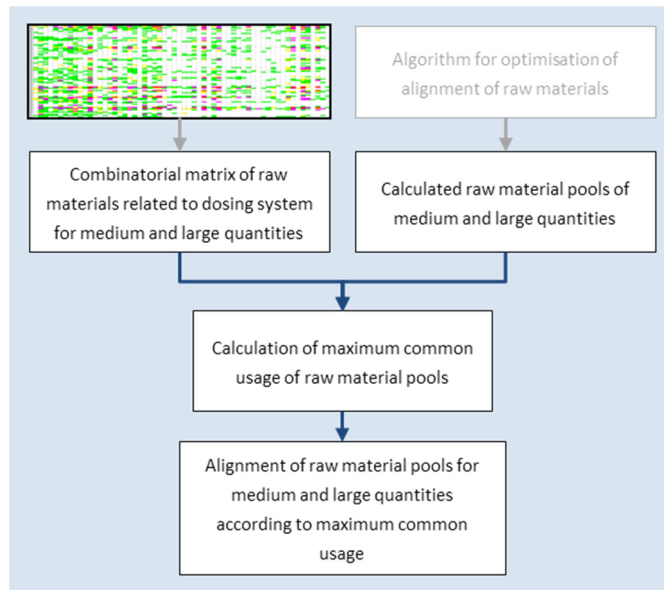 Algorithm for optimisation of
alignment of raw materials
Combinatorial matrix of raw
materials related to dosing system
for medium and large quantities
Calculated raw material pools of
medium and large quantities
Calculation of maximum common
usage of raw material pools
Alignment of raw material pools for
medium and large quantities
according to maximum common
usage